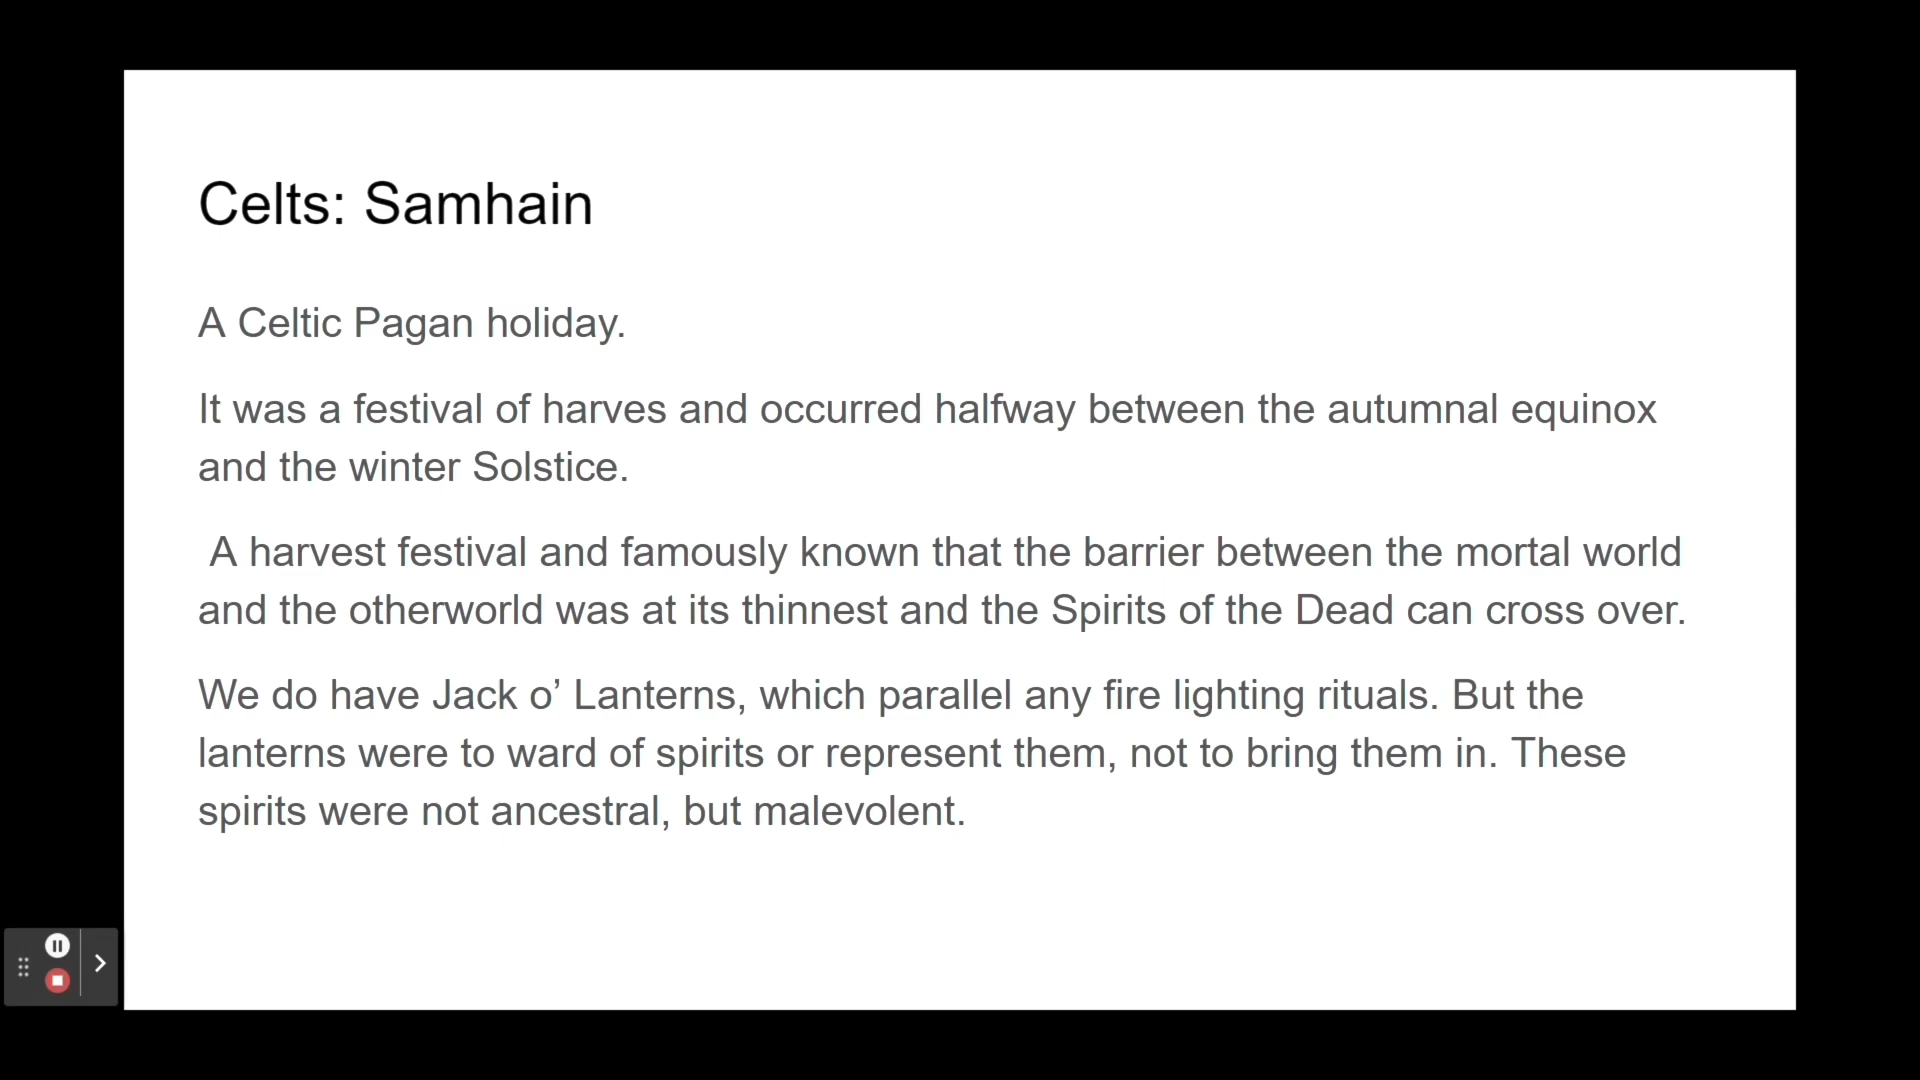 Celts: Samhain
A Celtic Pagan holiday.
It was a festival of harves and occurred halfway between the autumnal equinox
and the winter Solstice.
A harvest festival and famously known that the barrier between the mortal world
and the otherworld was at its thinnest and the Spirits of the Dead can cross over.
We do have Jack o’ Lanterns, which parallel any fire lighting rituals. But the
lanterns were to ward of spirits or represent them, not to bring them in. These
spirits were not ancestral, but malevolent.